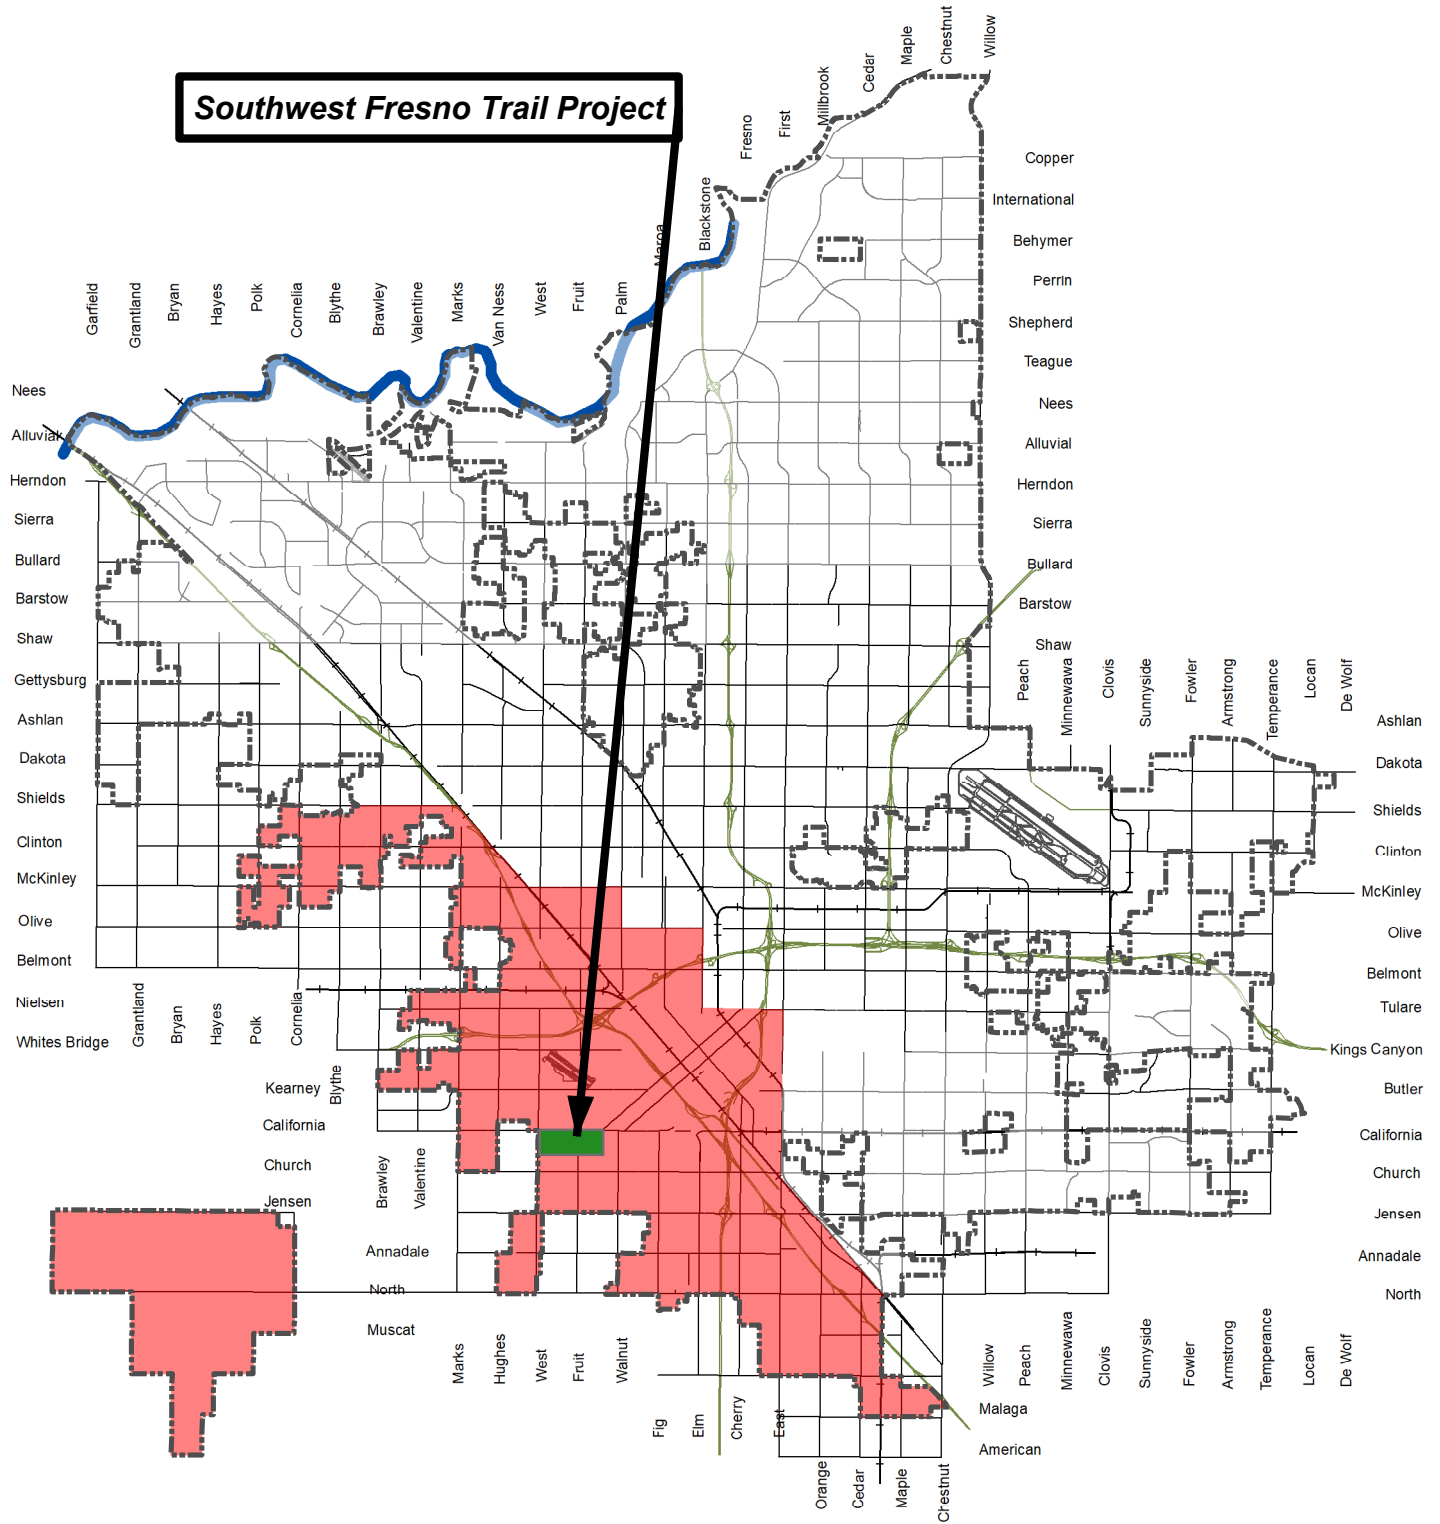 Southwest Fresno Trail Project
Willow
Chestnut
Maple
Cedar
Millbrook
First
Fresno
Blackstone
Maroa
Palm
Fruit
West
Van Ness
Marks
Valentine
Brawley
Blythe
Cornelia
Polk
Hayes
Bryan
Grantland
Garfield
Copper
International
Behymer
Perrin
Shepherd
Teague
Nees
Alluvial
Herndon
Sierra
Bullard
Barstow
Shaw
Nees
Alluvial
Herndon
Sierra
Bullard
Barstow
Shaw
Gettysburg
Ashlan
Dakota
Shields
Clinton
McKinley
Olive
Belmont
Nielsen
Whites Bridge
Peach
Minnewawa
Clovis
Sunnyside
Fowler
Armstrong
Temperance
Locan
De Wolf
Ashlan
Dakota
Shields
Clinton
McKinley
Olive
Belmont
Tulare
Kings Canyon
Butler
California
Church
Jensen
Annadale
North
Grantland
Bryan
Hayes
Polk
Cornelia
Blythe
Kearney
California
Church
Jensen
Brawley
Valentine
Annadale
North
Muscat
Marks
Hughes
West
Fruit
Walnut
Fig
Elm
Cherry
East
Orange
Cedar
Maple
Chestnut
Willow
Peach
Minnewawa
Clovis
Sunnyside
Fowler
Armstrong
Temperance
Locan
De Wolf
Malaga
American